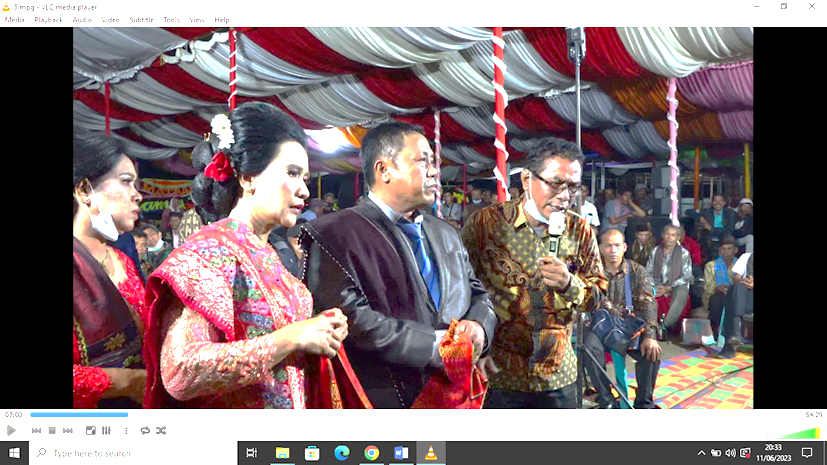 5.mpg - VLC media player
Media Playback Audio Video Subtitle Tools View Help
07:00
54:29
Type here to search
20:33
11/06/2023